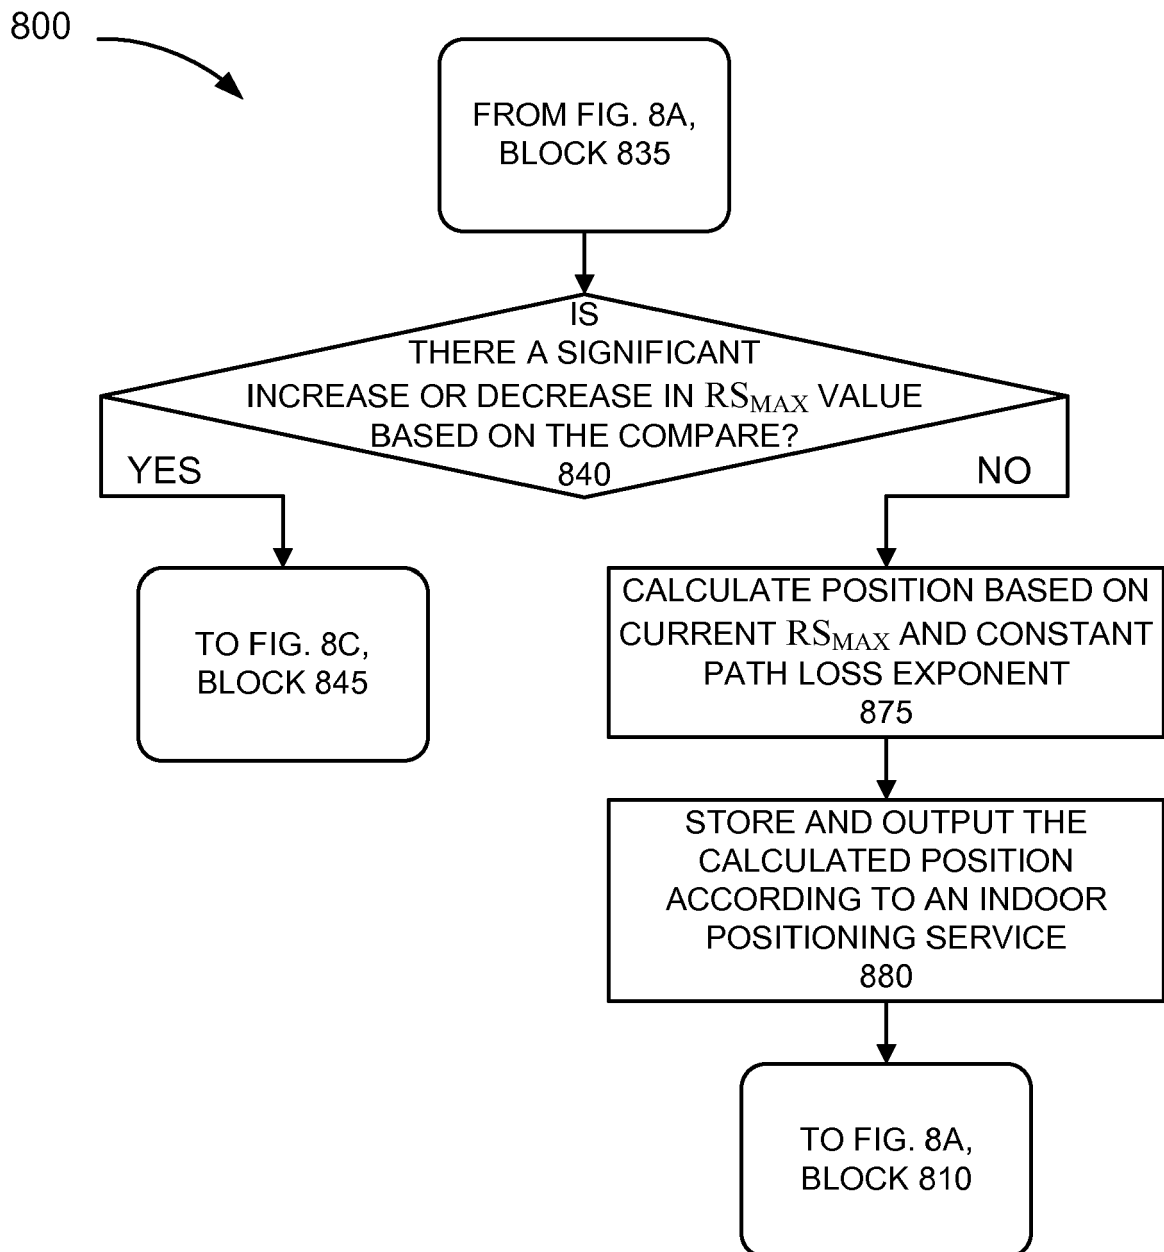 800
FROM FIG. 8A,
BLOCK 835
IS
THERE A SIGNIFICANT
INCREASE OR DECREASE IN RS_MAX VALUE
BASED ON THE COMPARE?
840
YES
NO
TO FIG. 8C,
BLOCK 845
CALCULATE POSITION BASED ON
CURRENT RS_MAX AND CONSTANT
PATH LOSS EXPONENT
875
STORE AND OUTPUT THE
CALCULATED POSITION
ACCORDING TO AN INDOOR
POSITIONING SERVICE
880
TO FIG. 8A,
BLOCK 810